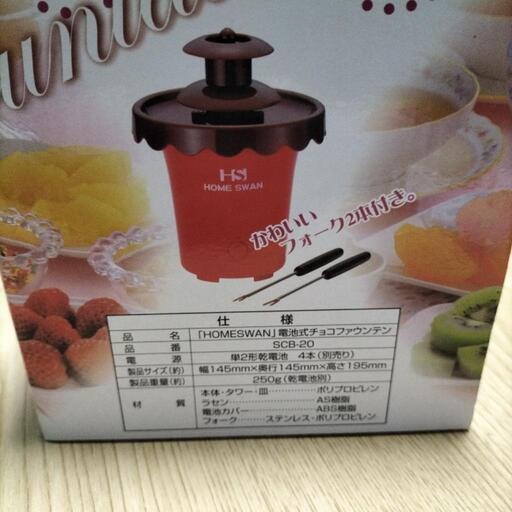 HS
HOME SWAN
かわいい
フォーク2本付き。
仕様
品名 「HOMESWAN」電池式チョコファウンテン
品番 SCB-20
電源 単2形乾電池 4本(別売り)
製品サイズ(約) 幅145mm×奥行145mm×高さ195mm
製品重量(約) 250g(乾電池別)
材質 本体・タワー・皿……ポリプロピレン
ラセン……AS樹脂
電池カバー……ABS樹脂
フォーク……ステンレス・ポリプロピレン